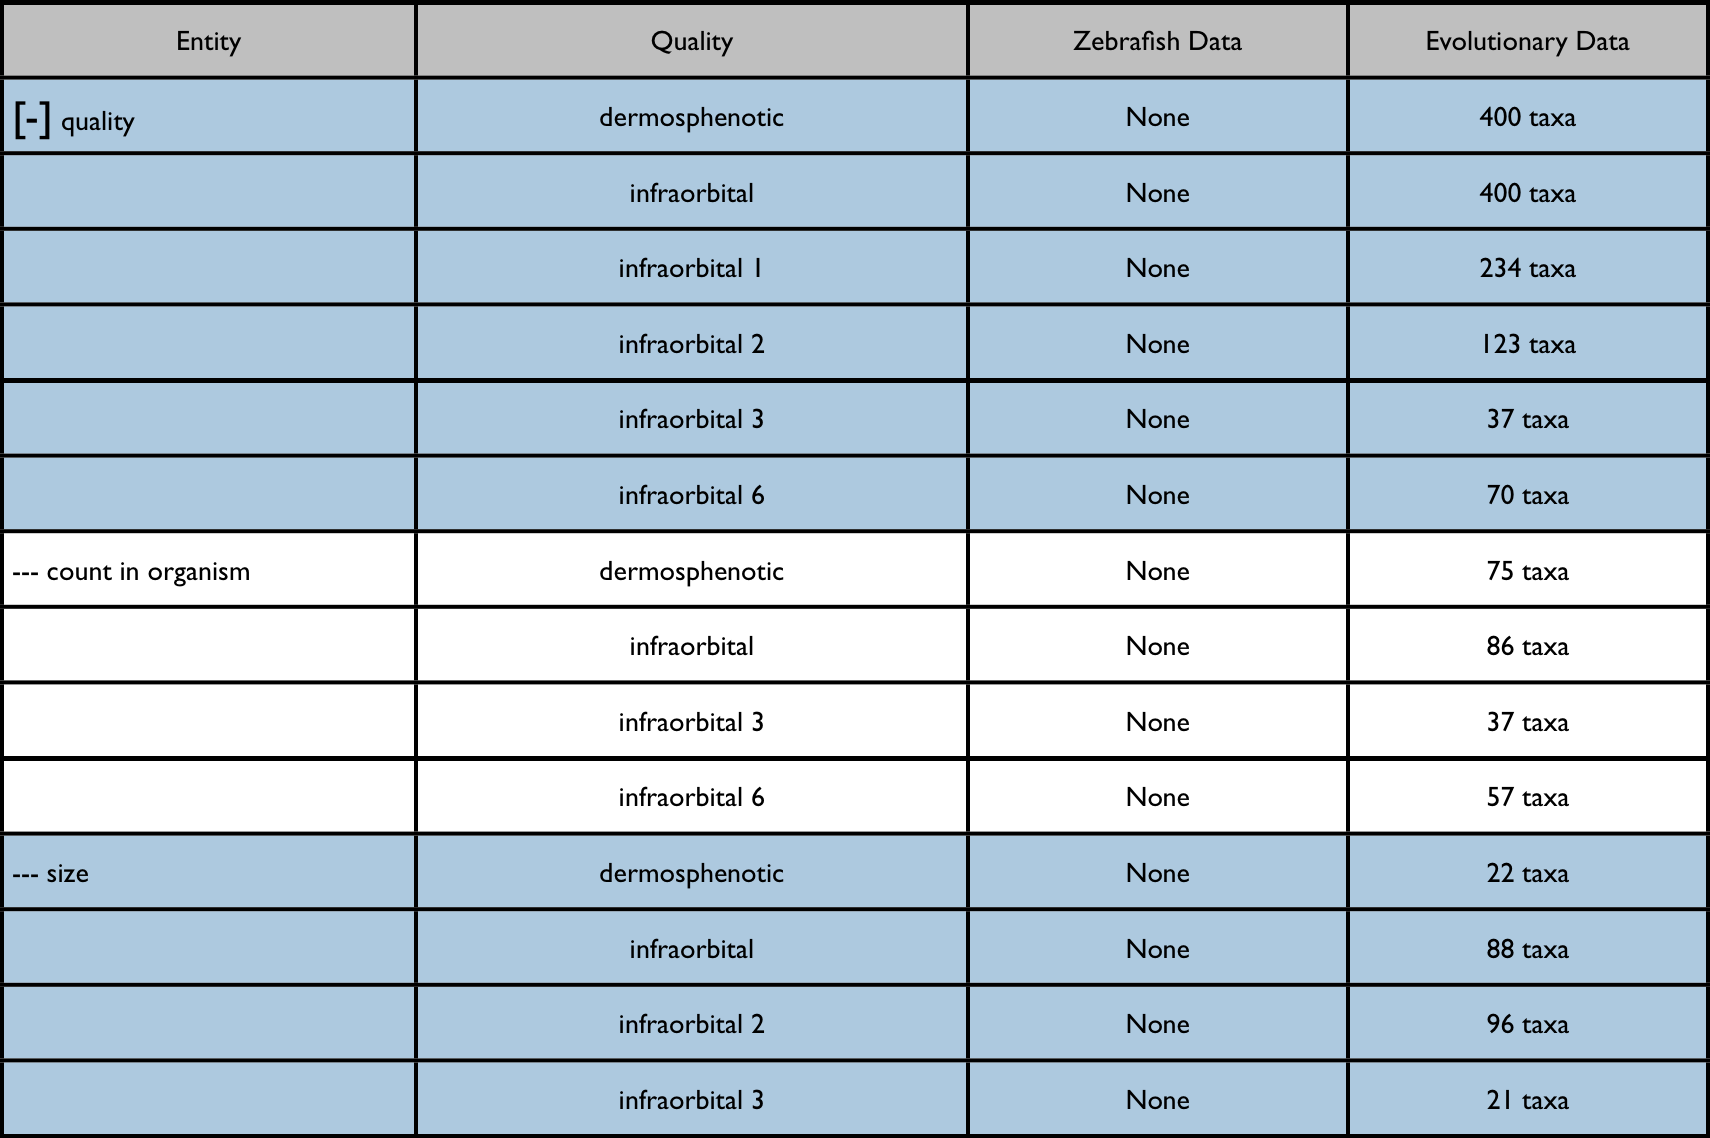 Entity Quality Zebrafish Data Evolutionary Data
[-] quality dermosphenotic None 400 taxa
infraorbital None 400 taxa
infraorbital 1 None 234 taxa
infraorbital 2 None 123 taxa
infraorbital 3 None 37 taxa
infraorbital 6 None 70 taxa
--- count in organism dermosphenotic None 75 taxa
infraorbital None 86 taxa
infraorbital 3 None 37 taxa
infraorbital 6 None 57 taxa
--- size dermosphenotic None 22 taxa
infraorbital None 88 taxa
infraorbital 2 None 96 taxa
infraorbital 3 None 21 taxa